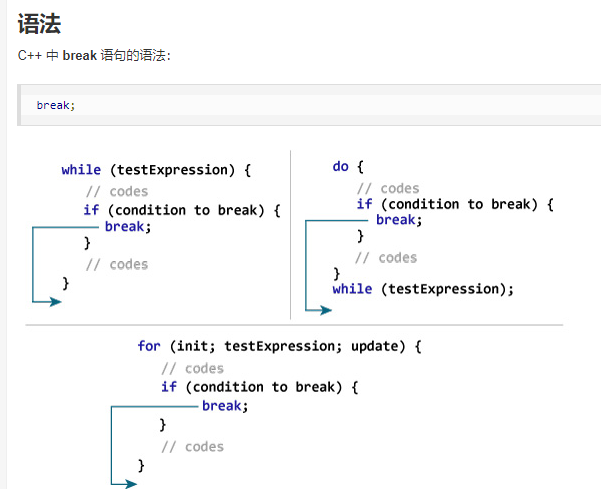 语法
C++ 中 break 语句的语法：
break;
while (testExpression) {
// codes
if (condition to break) {
break;
}
// codes
}
do {
// codes
if (condition to break) {
break;
}
// codes
}
while (testExpression);
for (init; testExpression; update) {
// codes
if (condition to break) {
break;
}
// codes
}